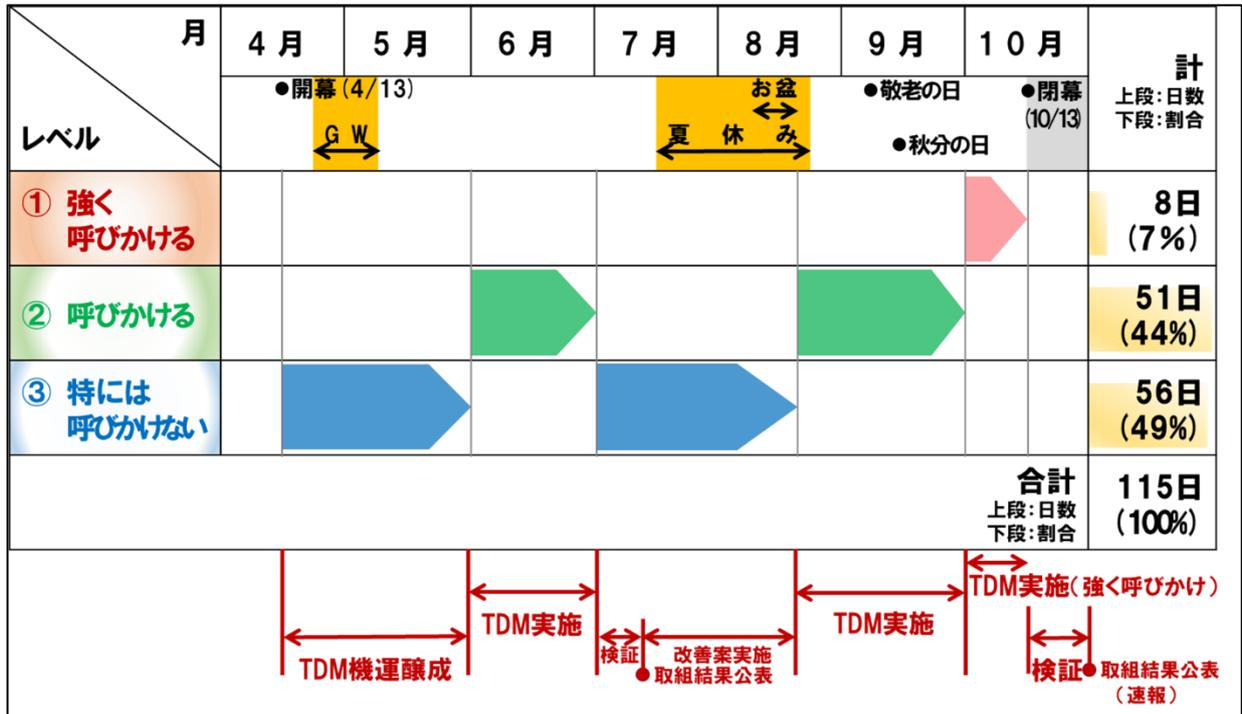 月
レベル
4月
5月
6月
7月
8月
9月
10月
計
上段:日数
下段:割合
●開幕(4/13)
GW
お盆
夏休み
●敬老の日
●秋分の日
●閉幕
(10/13)
① 強く
呼びかける
8日
(7%)
② 呼びかける
51日
(44%)
③ 特には
呼びかけない
56日
(49%)
合計
上段:日数
下段:割合
115日
(100%)
TDM機運醸成
TDM実施
検証
改善案実施
●取組結果公表
TDM実施
TDM実施(強く呼びかけ)
検証
●取組結果公表
(速報)